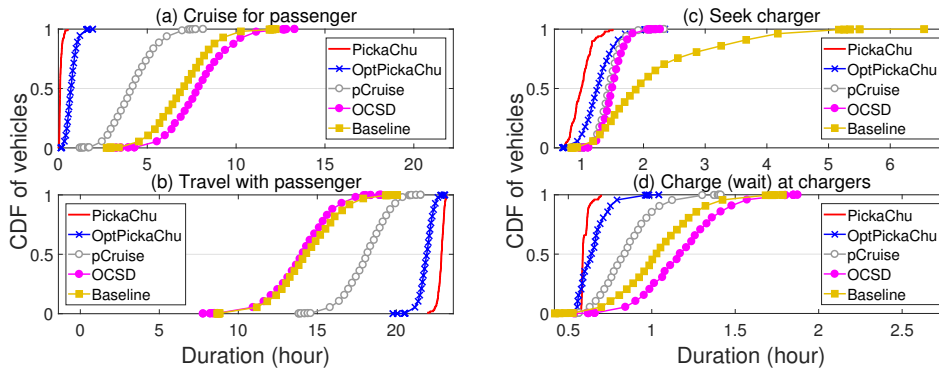 (a) Cruise for passenger
1
0.5
0
PickaChu
OptPickaChu
pCruise
OCSD
Baseline
0 5 10 15 20
(b) Travel with passenger
1
0.5
0
PickaChu
OptPickaChu
pCruise
OCSD
Baseline
0 5 10 15 20
CDF of vehicles
Duration (hour)
(c) Seek charger
1
0.5
0
PickaChu
OptPickaChu
pCruise
OCSD
Baseline
1 2 3 4 5 6
(d) Charge (wait) at chargers
1
0.5
0
PickaChu
OptPickaChu
pCruise
OCSD
Baseline
0.5 1 1.5 2 2.5
CDF of vehicles
Duration (hour)